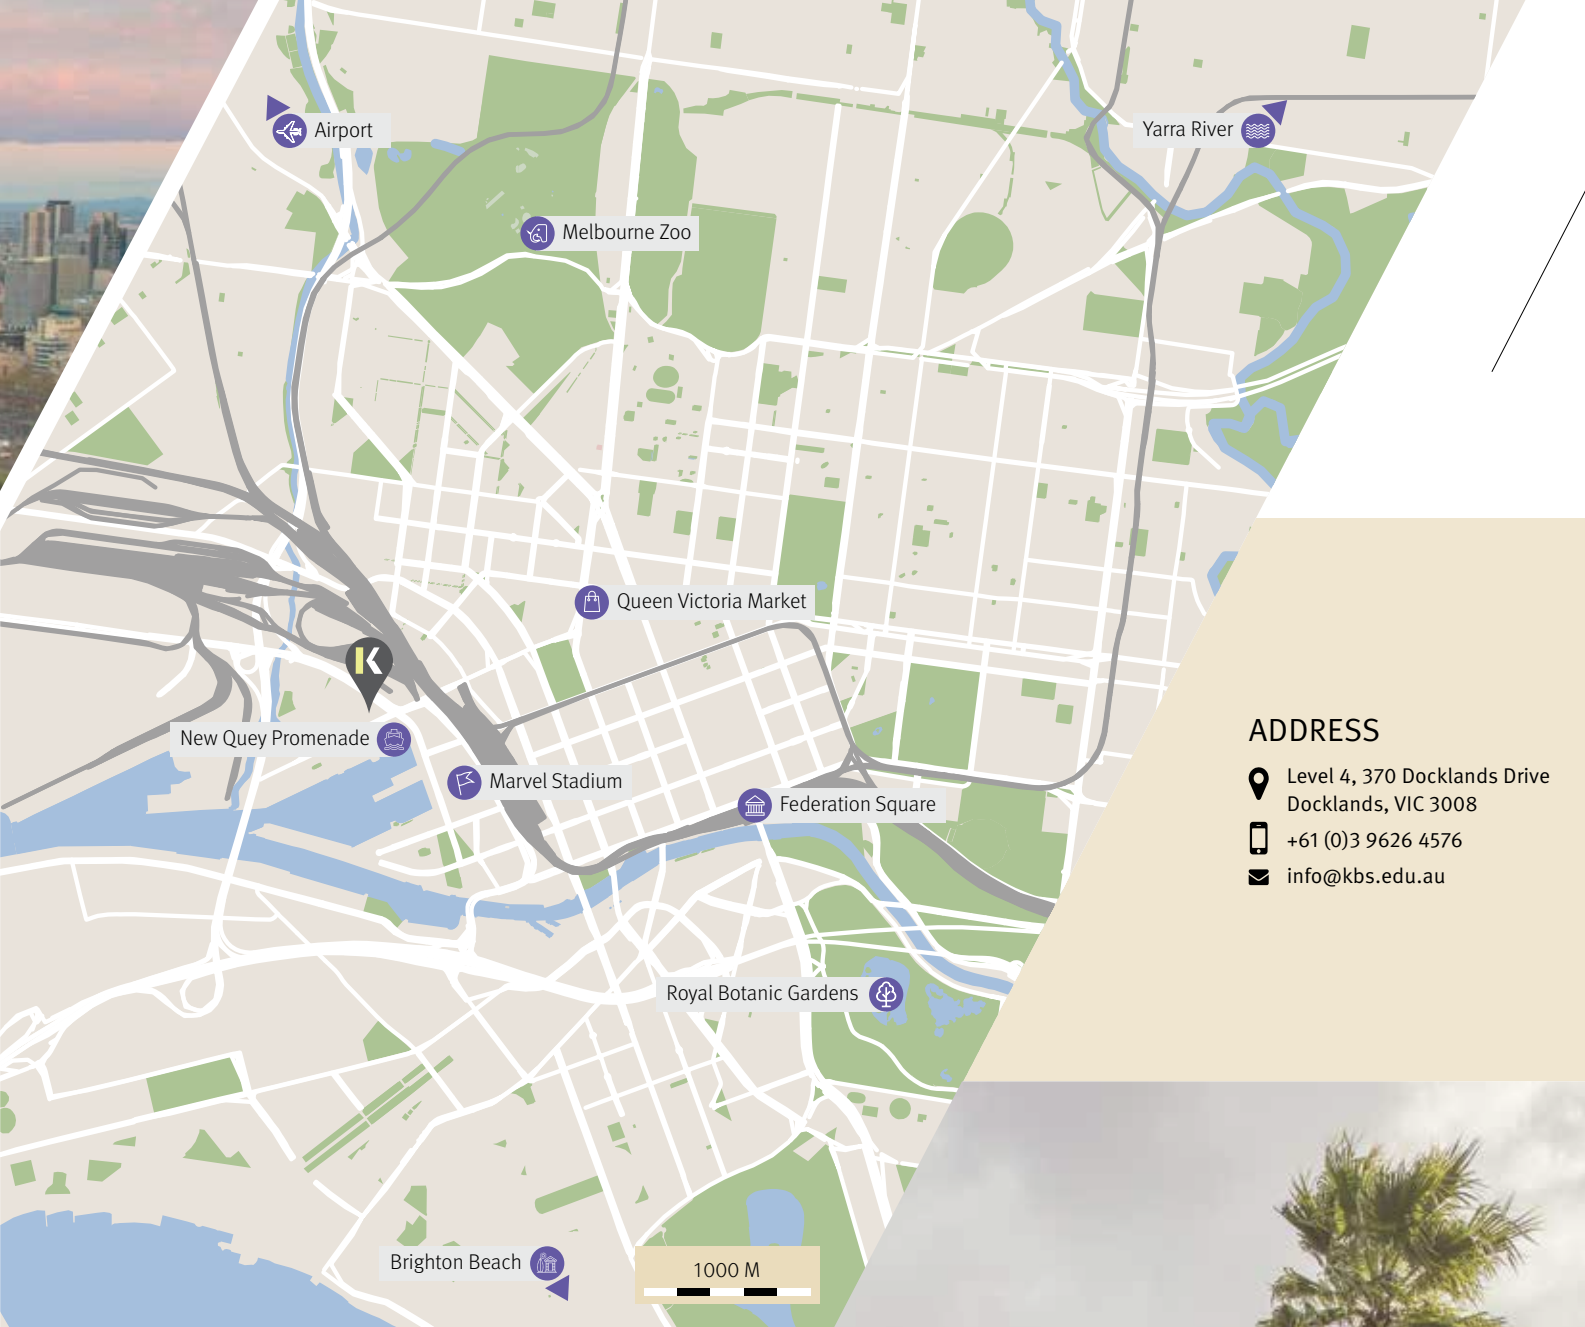 Airport
Yarra River
Melbourne Zoo
Queen Victoria Market
K
New Quey Promenade
Marvel Stadium
Federation Square
Royal Botanic Gardens
Brighton Beach
1000 M
ADDRESS
Level 4, 370 Docklands Drive
Docklands, VIC 3008
+61 (0)3 9626 4576
info@kbs.edu.au